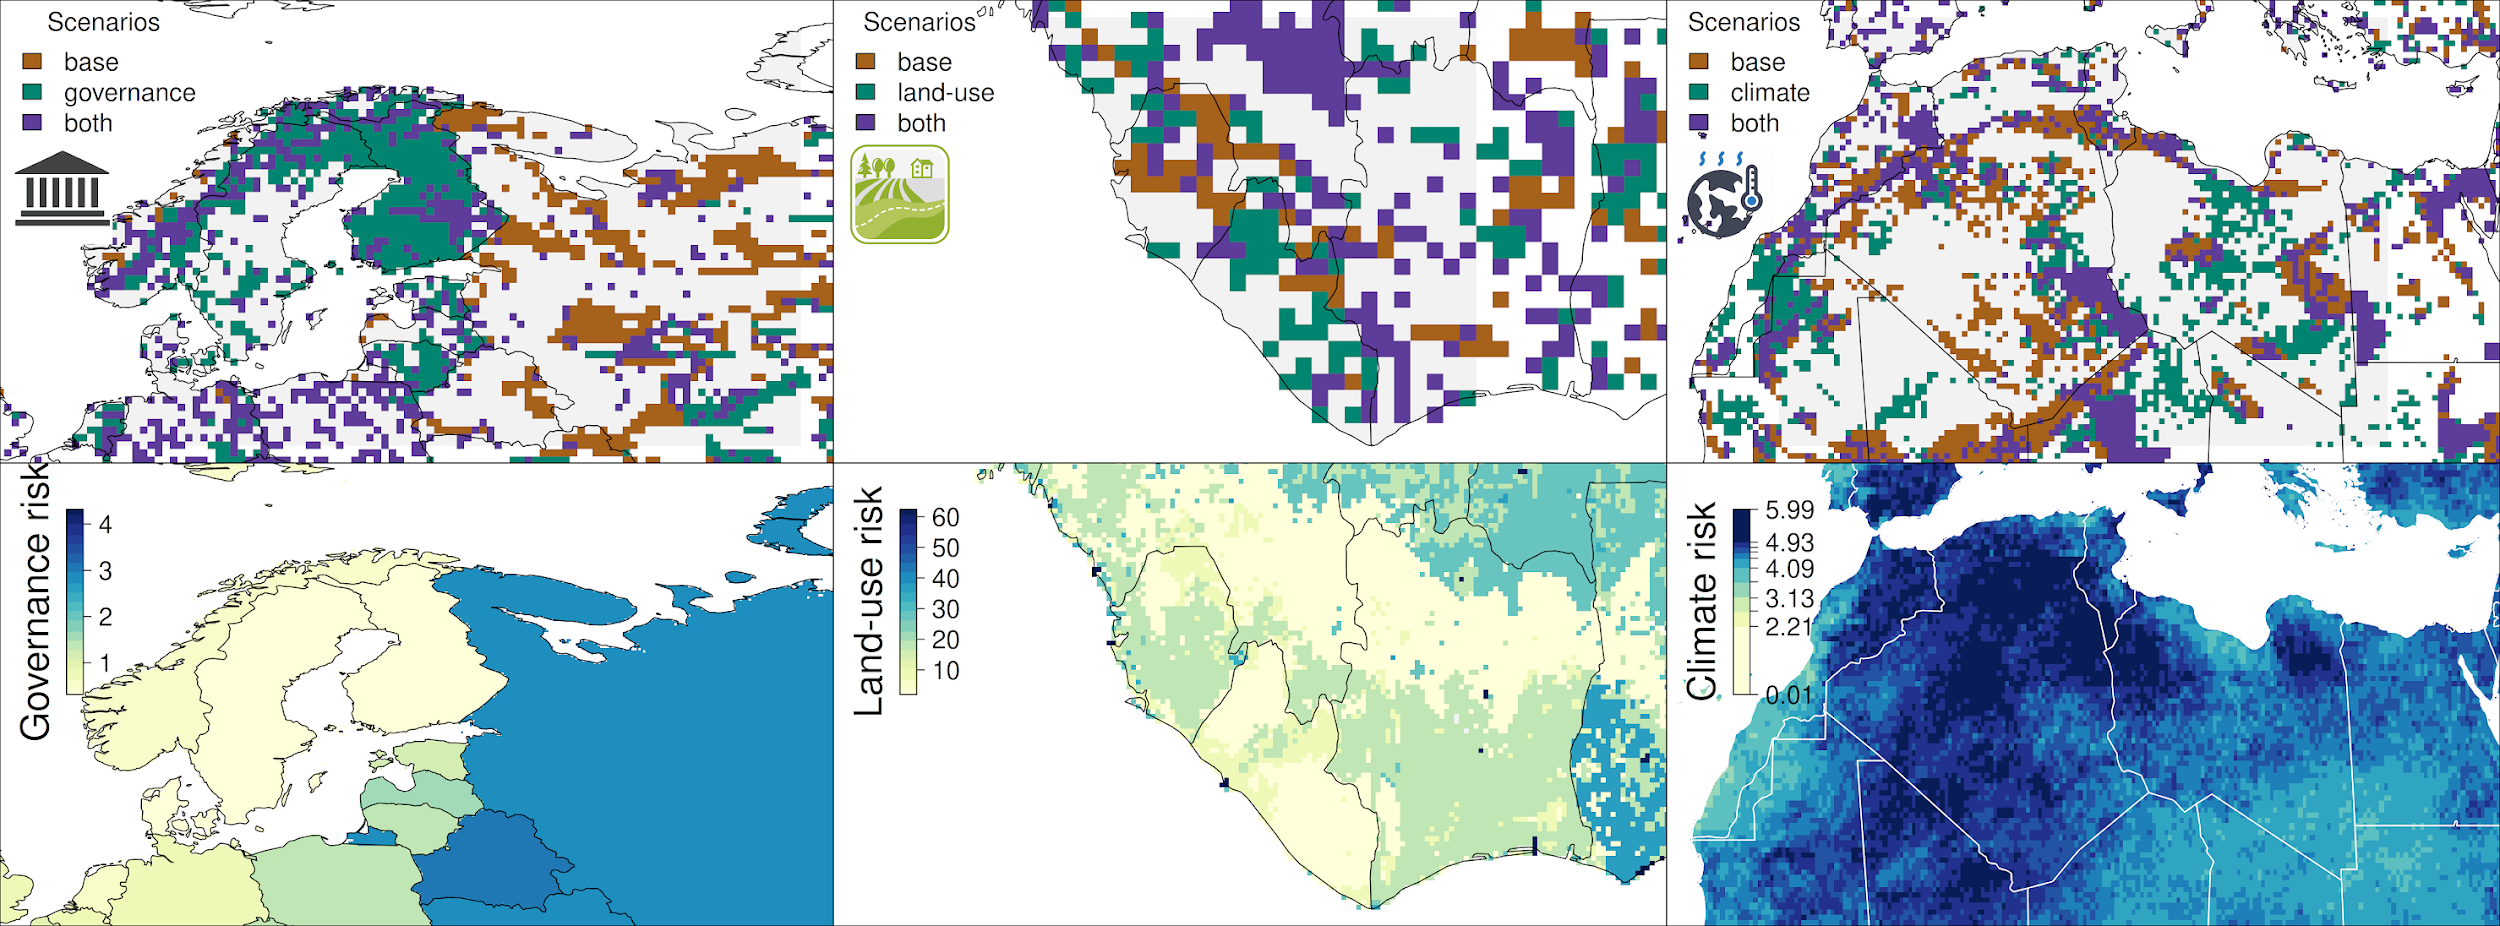 Scenarios
base
governance
both
Scenarios
base
land-use
both
Scenarios
base
climate
both
Governance risk
4
3
2
1
Land-use risk
60
50
40
30
20
10
Climate risk
5.99
4.93
4.09
3.13
2.21
0.01